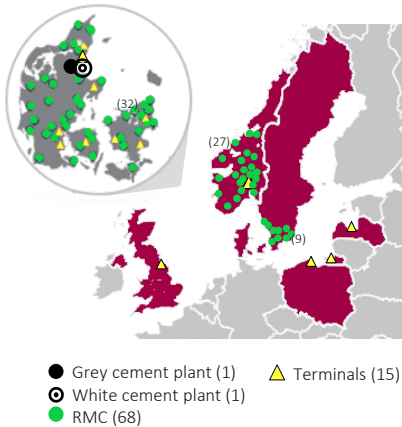 (32)
(27)
(9)
Grey cement plant (1)
Terminals (15)
White cement plant (1)
RMC (68)